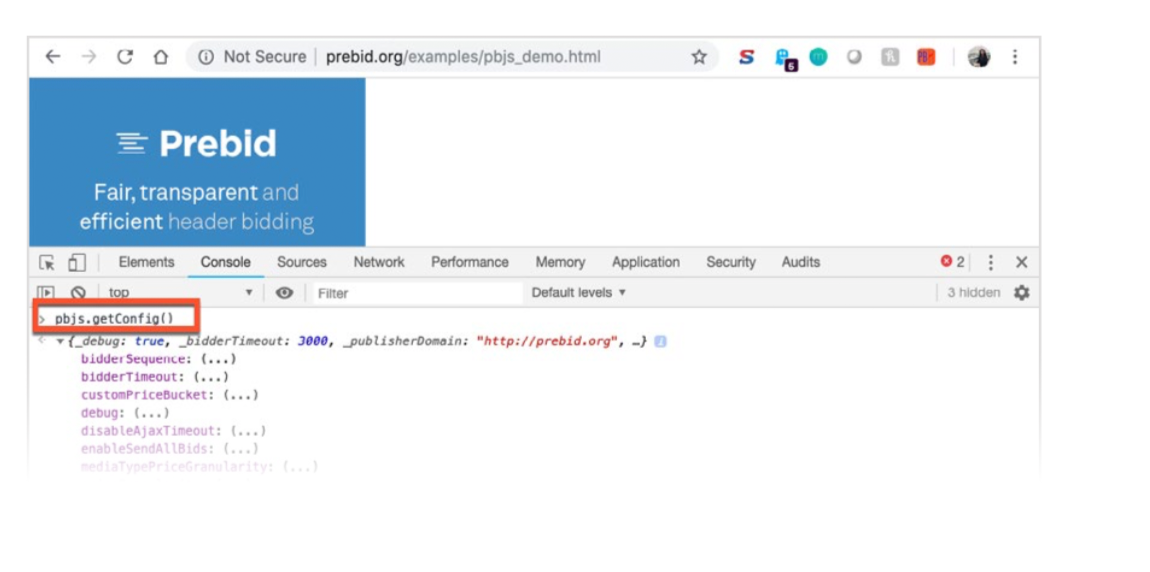 Not Secure | prebid.org/examples/pbjs_demo.html
S
6
m
Prebid
Fair, transparent and
efficient header bidding
Elements Console Sources Network Performance Memory Application Security Audits 2
top Filter Default levels ▼ 3 hidden
> pbjs.getConfig()
{_debug: true, _bidderTimeout: 3000, _publisherDomain: "http://prebid.org", …} i
bidderSequence: (...)
bidderTimeout: (...)
customPriceBucket: (...)
debug: (...)
disableAjaxTimeout: (...)
enableSendAllBids: (...)
mediaTypePriceGranularity: (...)